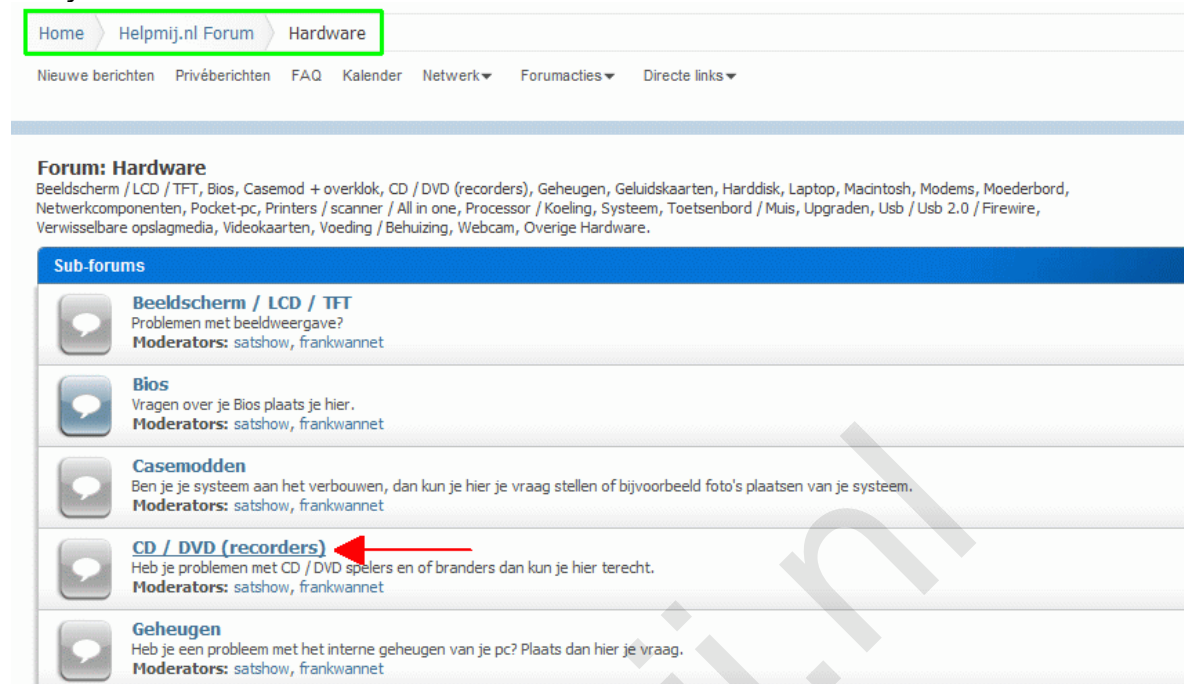 Home Helpmij.nl Forum Hardware
Nieuwe berichten Privéberichten FAQ Kalender Netwerk Forumacties Directe links
Forum: Hardware
Beeldscherm / LCD / TFT, Bios, Casemod + overklok, CD / DVD (recorders), Geheugen, Geluidskaarten, Harddisk, Laptop, Macintosh, Modems, Moederbord,
Netwerkcomponenten, Pocket-pc, Printers / scanner / All in one, Processor / Koeling, Systeem, Toetsenbord / Muis, Upgraden, Usb / Usb 2.0 / Firewire,
Verwisselbare opslagmedia, Videokaarten, Voeding / Behuizing, Webcam, Overige Hardware.
Sub-forums
Beeldscherm / LCD / TFT
Problemen met beeldweergave?
Moderators: satshow, frankwannet
Bios
Vragen over je Bios plaats je hier.
Moderators: satshow, frankwannet
Casemodden
Ben je je systeem aan het verbouwen, dan kun je hier je vraag stellen of bijvoorbeeld foto's plaatsen van je systeem.
Moderators: satshow, frankwannet
CD / DVD (recorders)
Heb je problemen met CD / DVD spelers en of branders dan kun je hier terecht.
Moderators: satshow, frankwannet
Geheugen
Heb je een probleem met het interne geheugen van je pc? Plaats dan hier je vraag.
Moderators: satshow, frankwannet